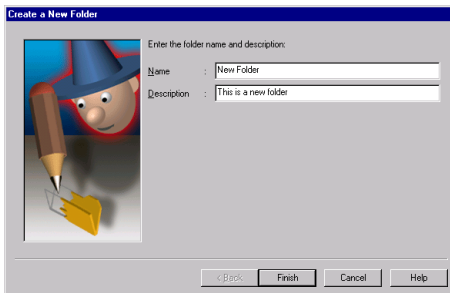 Create a New Folder
Enter the folder name and description:
Name : New Folder
Description : This is a new folder
< Back Finish Cancel Help